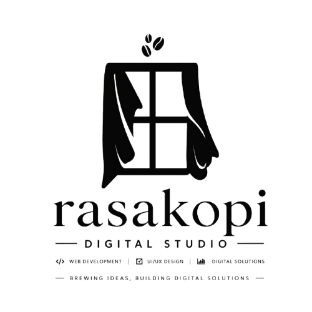 rasakopi
DIGITAL STUDIO
WEB DEVELOPMENT | UI/UX DESIGN | DIGITAL SOLUTIONS
BREWING IDEAS, BUILDING DIGITAL SOLUTIONS